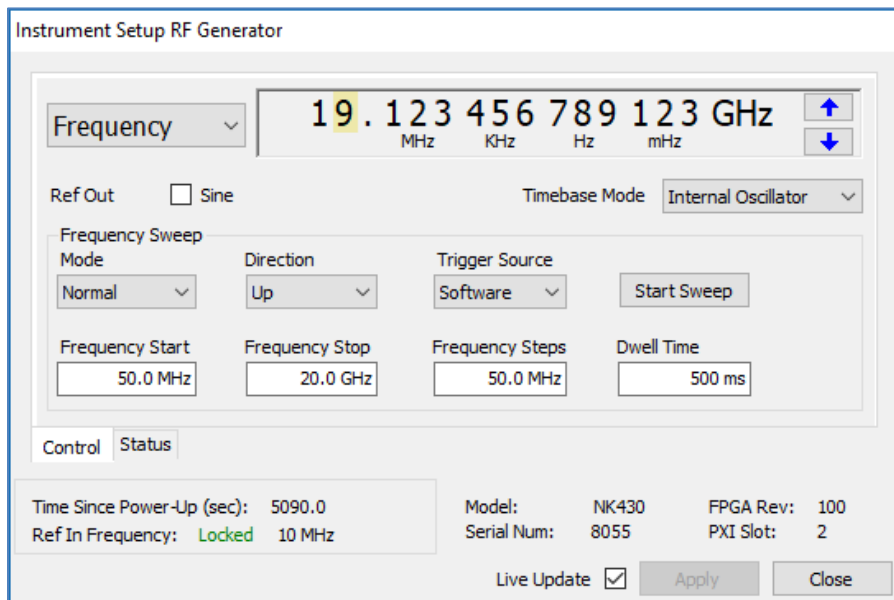 Instrument Setup RF Generator
Frequency
19.123 456 789 123 GHz
MHz KHz Hz mHz
Ref Out Sine Timebase Mode Internal Oscillator
Frequency Sweep
Mode Direction Trigger Source
Normal Up Software Start Sweep
Frequency Start Frequency Stop Frequency Steps Dwell Time
50.0 MHz 20.0 GHz 50.0 MHz 500 ms
Control Status
Time Since Power-Up (sec): 5090.0
Ref In Frequency: Locked 10 MHz
Model: NK430 FPGA Rev: 100
Serial Num: 8055 PXI Slot: 2
Live Update Apply Close